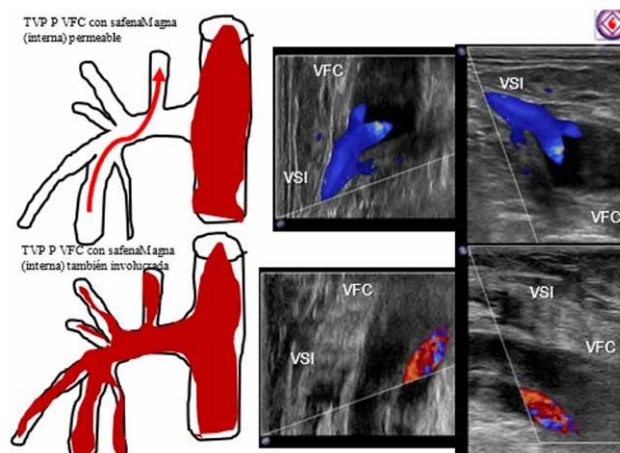 TVP P VFC con safenaMagna
(interna) permeable
VFC
VSI
VSI
VFC
TVP P VFC con safenaMagna
(interna) también involucrada
VFC
VSI
VSI
VFC